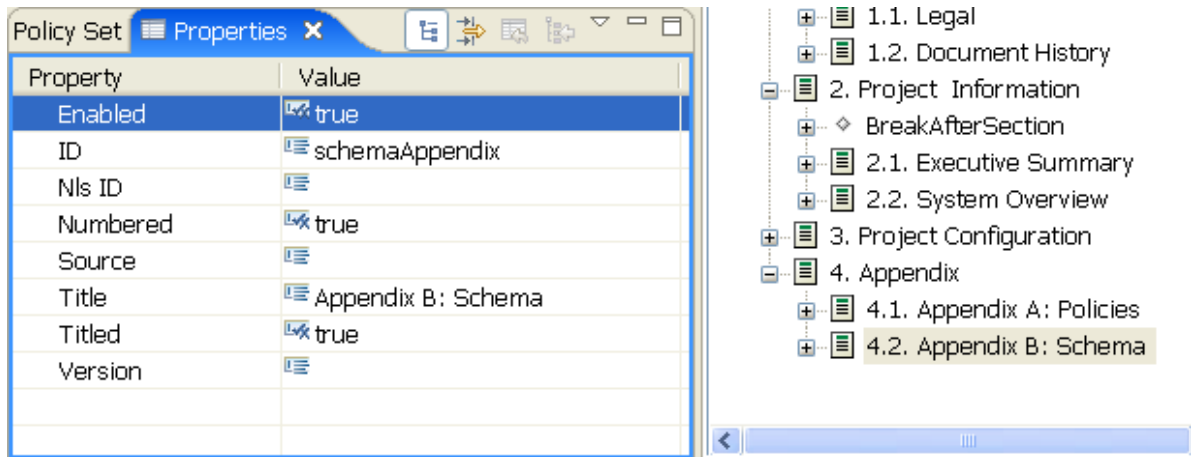 Policy Set Properties
Property Value
Enabled true
ID schemaAppendix
Nls ID
Numbered true
Source
Title Appendix B: Schema
Titled true
Version
1.1. Legal
1.2. Document History
2. Project Information
BreakAfterSection
2.1. Executive Summary
2.2. System Overview
3. Project Configuration
4. Appendix
4.1. Appendix A: Policies
4.2. Appendix B: Schema